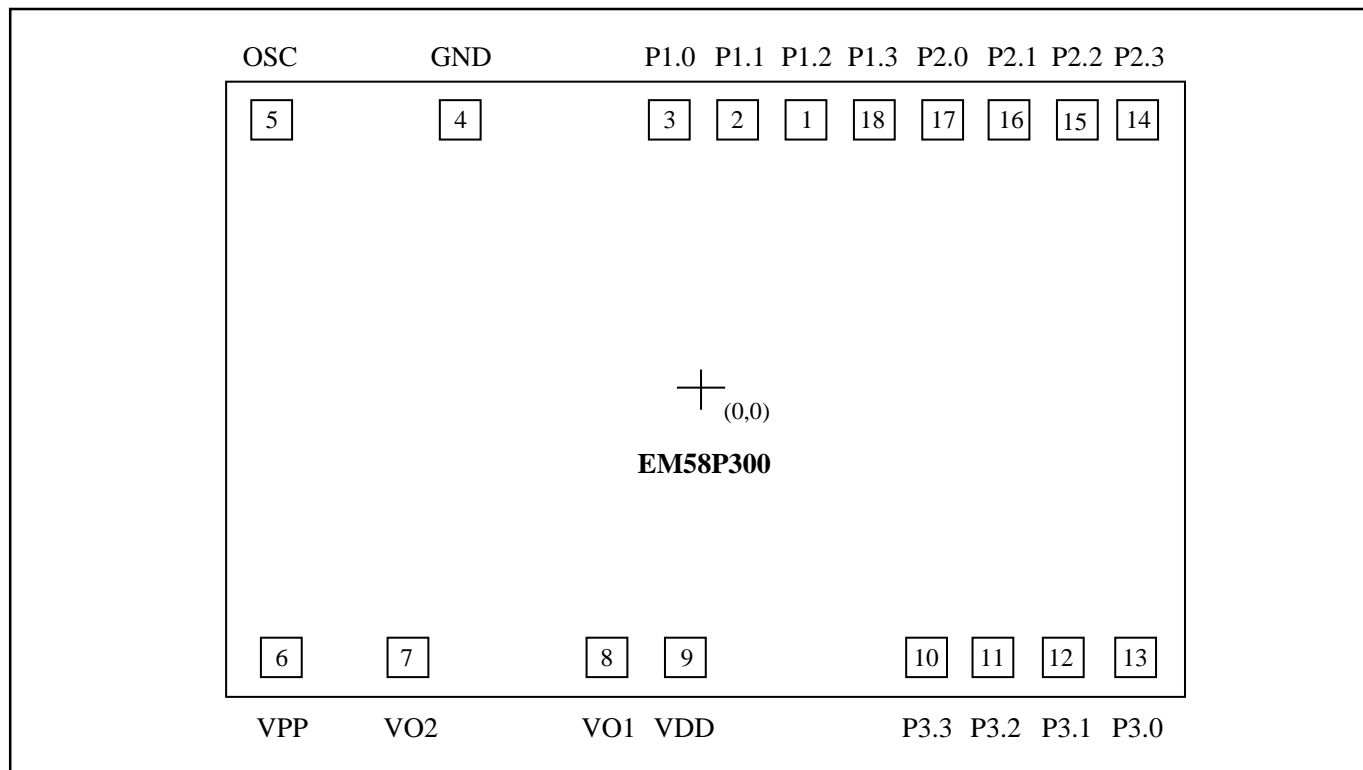 OSC GND P1.0 P1.1 P1.2 P1.3 P2.0 P2.1 P2.2 P2.3
5 4 3 2 1 18 17 16 15 14
(0,0)
EM58P300
6 7 8 9 10 11 12 13
VPP VO2 VO1 VDD P3.3 P3.2 P3.1 P3.0